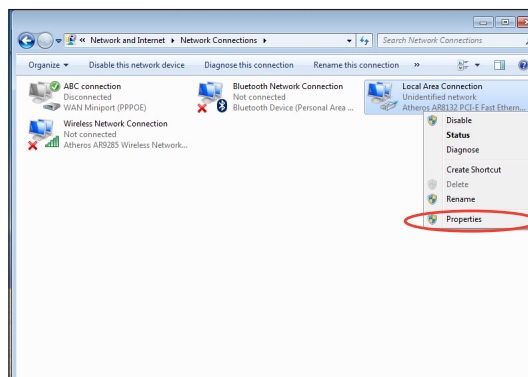 « Network and Internet ▸ Network Connections ▸
Search Network Connections
Organize ▾ Disable this network device Diagnose this connection Rename this connection »
ABC connection
Disconnected
WAN Miniport (PPPOE)
Bluetooth Network Connection
Not connected
Bluetooth Device (Personal Area ...
Local Area Connection
Unidentified network
Atheros AR8132 PCI-E Fast Ethern...
Wireless Network Connection
Not connected
Atheros AR9285 Wireless Network...
Disable
Status
Diagnose
Create Shortcut
Delete
Rename
Properties